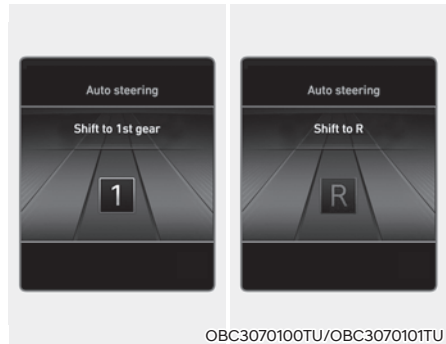 Auto steering
Shift to 1st gear
1
Auto steering
Shift to R
R
OBC3070100TU/OBC3070101TU